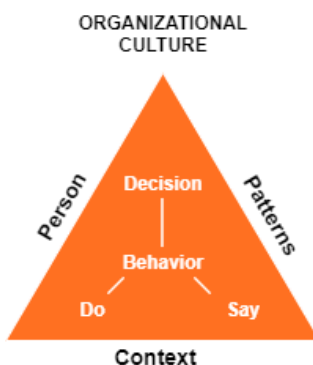 ORGANIZATIONAL
CULTURE
Person
Patterns
Decision
Behavior
Do
Say
Context